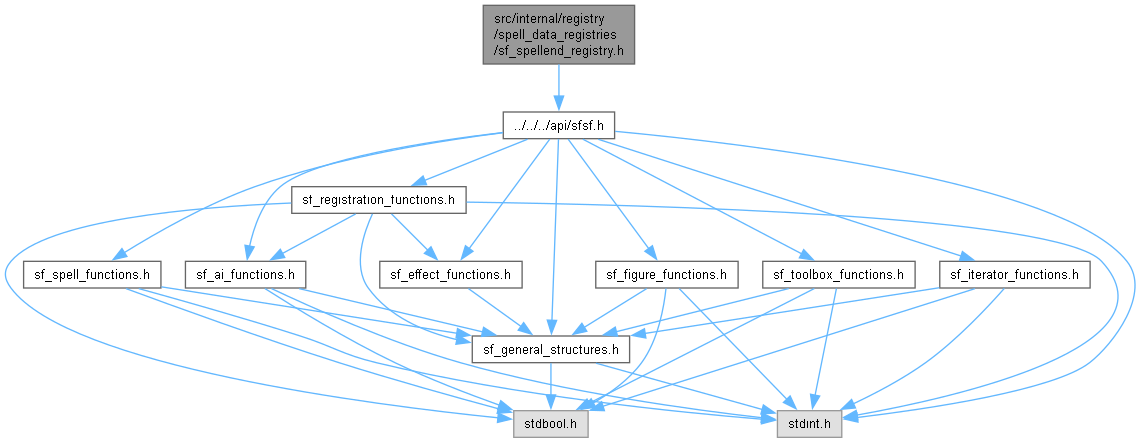 src/internal/registry
/spell_data_registries
/sf_spellend_registry.h
../../../api/sfsf.h
sf_registration_functions.h
sf_spell_functions.h
sf_ai_functions.h
sf_effect_functions.h
sf_figure_functions.h
sf_toolbox_functions.h
sf_iterator_functions.h
sf_general_structures.h
stdbool.h
stdint.h